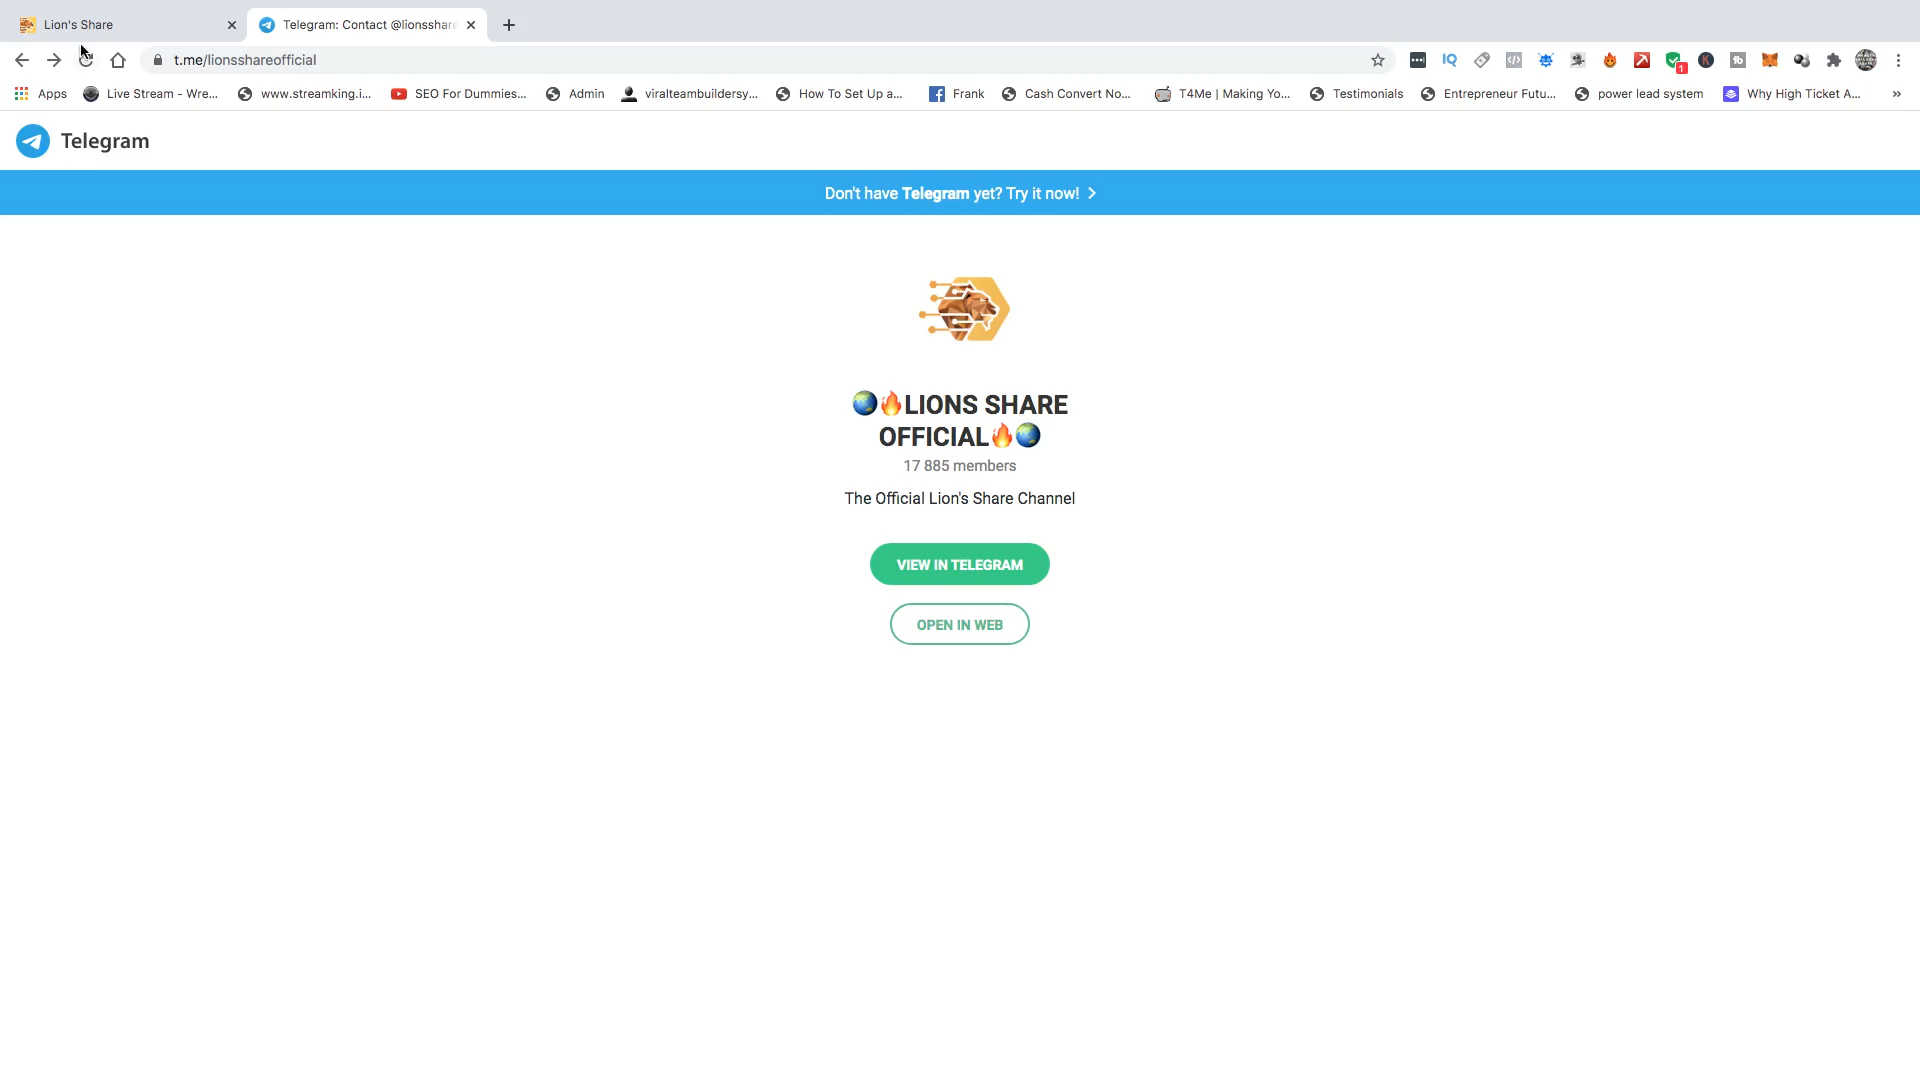 Lion's Share
Telegram: Contact @lionsshare
t.me/lionsshareofficial
IQ
1
K
tb
Apps
Live Stream - Wre...
www.streamking.i...
SEO For Dummies...
Admin
viralteambuildersy...
How To Set Up a...
Frank
Cash Convert No...
T4Me | Making Yo...
Testimonials
Entrepreneur Futu...
power lead system
Why High Ticket A...
»
Telegram
Don't have Telegram yet? Try it now!
🌏🔥LIONS SHARE
OFFICIAL🔥🌏
17 885 members
The Official Lion's Share Channel
VIEW IN TELEGRAM
OPEN IN WEB